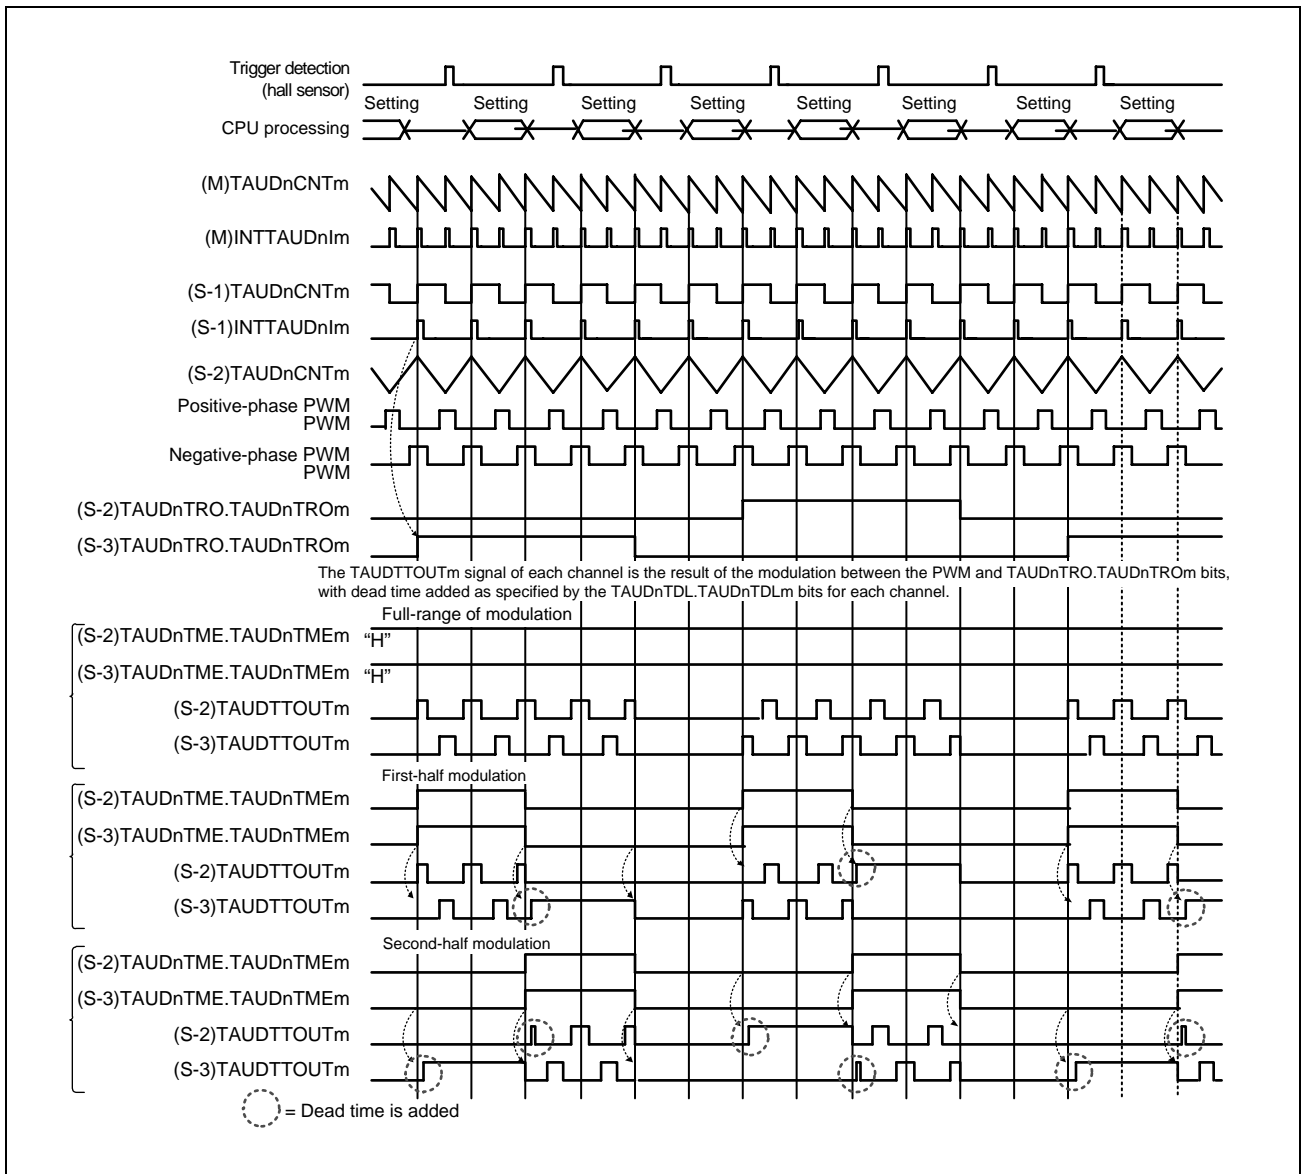 Trigger detection
(hall sensor)
Setting Setting Setting Setting Setting Setting Setting Setting
CPU processing
(M)TAUDnCNTm
(M)INTTAUDnIm
(S-1)TAUDnCNTm
(S-1)INTTAUDnIm
(S-2)TAUDnCNTm
Positive-phase PWM
PWM
Negative-phase PWM
PWM
(S-2)TAUDnTRO.TAUDnTROm
(S-3)TAUDnTRO.TAUDnTROm
The TAUDTTOUTm signal of each channel is the result of the modulation between the PWM and TAUDnTRO.TAUDnTROm bits,
with dead time added as specified by the TAUDnTDL.TAUDnTDLm bits for each channel.
Full-range of modulation
(S-2)TAUDnTME.TAUDnTMEm “H”
(S-3)TAUDnTME.TAUDnTMEm “H”
(S-2)TAUDTTOUTm
(S-3)TAUDTTOUTm
First-half modulation
(S-2)TAUDnTME.TAUDnTMEm
(S-3)TAUDnTME.TAUDnTMEm
(S-2)TAUDTTOUTm
(S-3)TAUDTTOUTm
Second-half modulation
(S-2)TAUDnTME.TAUDnTMEm
(S-3)TAUDnTME.TAUDnTMEm
(S-2)TAUDTTOUTm
(S-3)TAUDTTOUTm
= Dead time is added